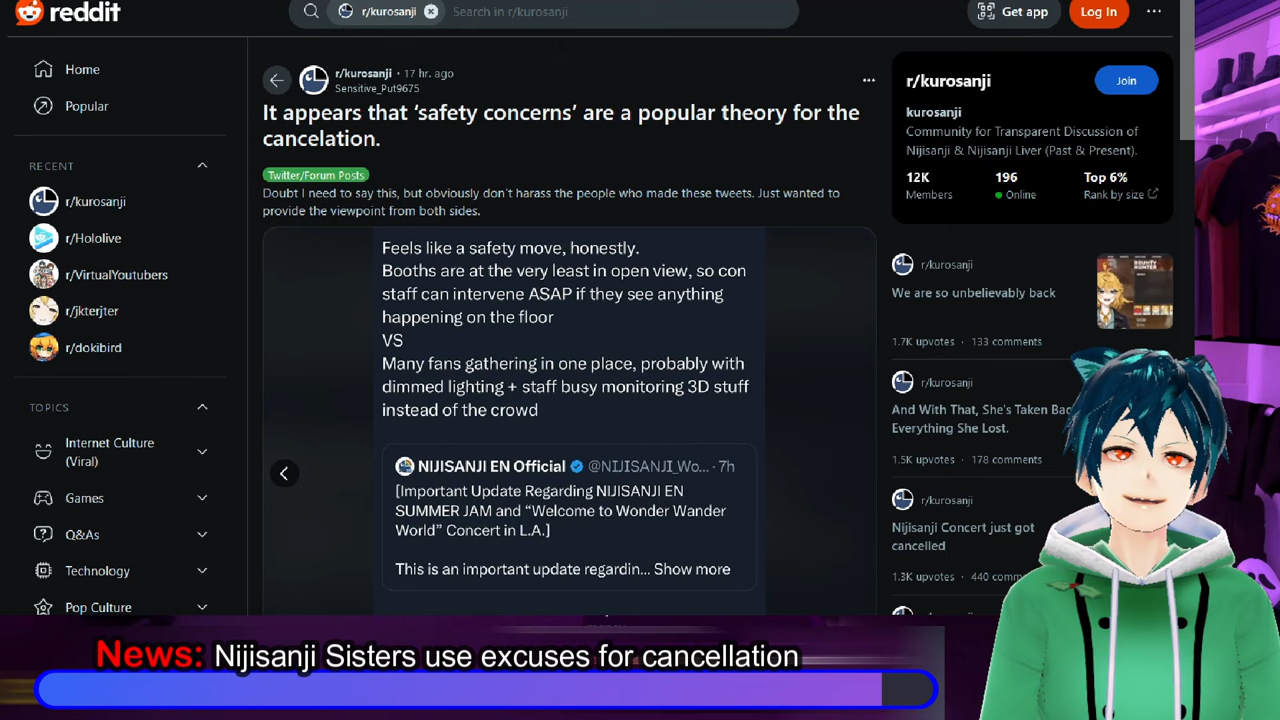 reddit
r/kurosanji
Search in r/kurosanji
Get app
Log In
Home
Popular
RECENT
r/kurosanji
r/Hololive
r/VirtualYoutubers
r/jkterjter
r/dokibird
TOPICS
Internet Culture
(Viral)
Games
Q&As
Technology
Pop Culture
r/kurosanji • 17 hr. ago
Sensitive_Put9675
It appears that ‘safety concerns’ are a popular theory for the
cancelation.
Twitter/Forum Posts
Doubt I need to say this, but obviously don't harass the people who made these tweets. Just wanted to
provide the viewpoint from both sides.
Feels like a safety move, honestly.
Booths are at the very least in open view, so con
staff can intervene ASAP if they see anything
happening on the floor
VS
Many fans gathering in one place, probably with
dimmed lighting + staff busy monitoring 3D stuff
instead of the crowd
NIJISANJI EN Official @NIJISANJI_Wo... · 7h
[Important Update Regarding NIJISANJI EN
SUMMER JAM and “Welcome to Wonder Wander
World” Concert in L.A.]
This is an important update regardin... Show more
r/kurosanji
Join
kurosanji
Community for Transparent Discussion of
Nijisanji & Nijisanji Liver (Past & Present).
12K
196
Top 6%
Members
Online
Rank by size
r/kurosanji
We are so unbelievably back
BOUNTY
HUNTER
1.7K upvotes · 133 comments
r/kurosanji
And With That, She's Taken Bac
Everything She Lost.
1.5K upvotes · 178 comments
r/kurosanji
Nijisanji Concert just got
cancelled
1.3K upvotes · 440 comm
r/kurosanji
News: Nijisanji Sisters use excuses for cancellation